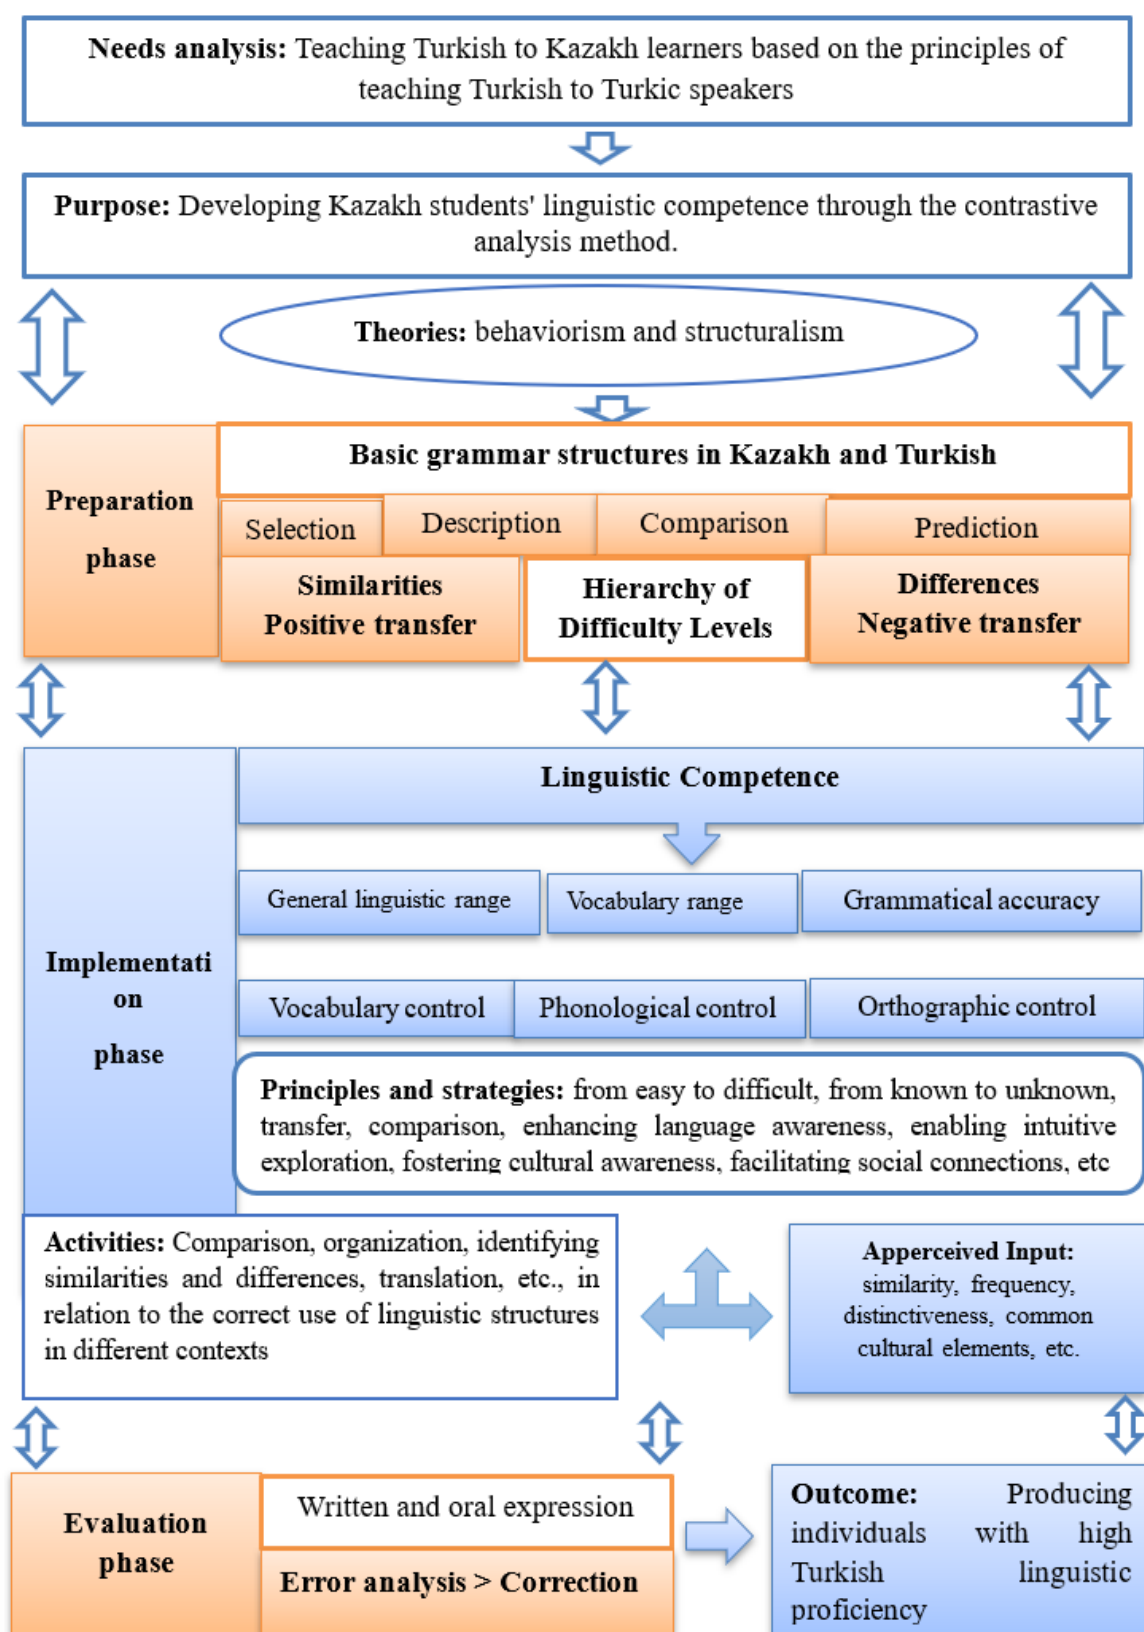 Needs analysis: Teaching Turkish to Kazakh learners based on the principles of
teaching Turkish to Turkic speakers
Purpose: Developing Kazakh students' linguistic competence through the contrastive
analysis method.
Theories: behaviorism and structuralism
Preparation
phase
Basic grammar structures in Kazakh and Turkish
Selection
Description
Comparison
Prediction
Similarities
Positive transfer
Hierarchy of
Difficulty Levels
Differences
Negative transfer
Implementati
on
phase
Linguistic Competence
General linguistic range
Vocabulary range
Grammatical accuracy
Vocabulary control
Phonological control
Orthographic control
Principles and strategies: from easy to difficult, from known to unknown,
transfer, comparison, enhancing language awareness, enabling intuitive
exploration, fostering cultural awareness, facilitating social connections, etc
Activities: Comparison, organization, identifying
similarities and differences, translation, etc., in
relation to the correct use of linguistic structures
in different contexts
Apperceived Input:
similarity, frequency,
distinctiveness, common
cultural elements, etc.
Evaluation
phase
Written and oral expression
Error analysis > Correction
Outcome: Producing
individuals with high
Turkish linguistic
proficiency